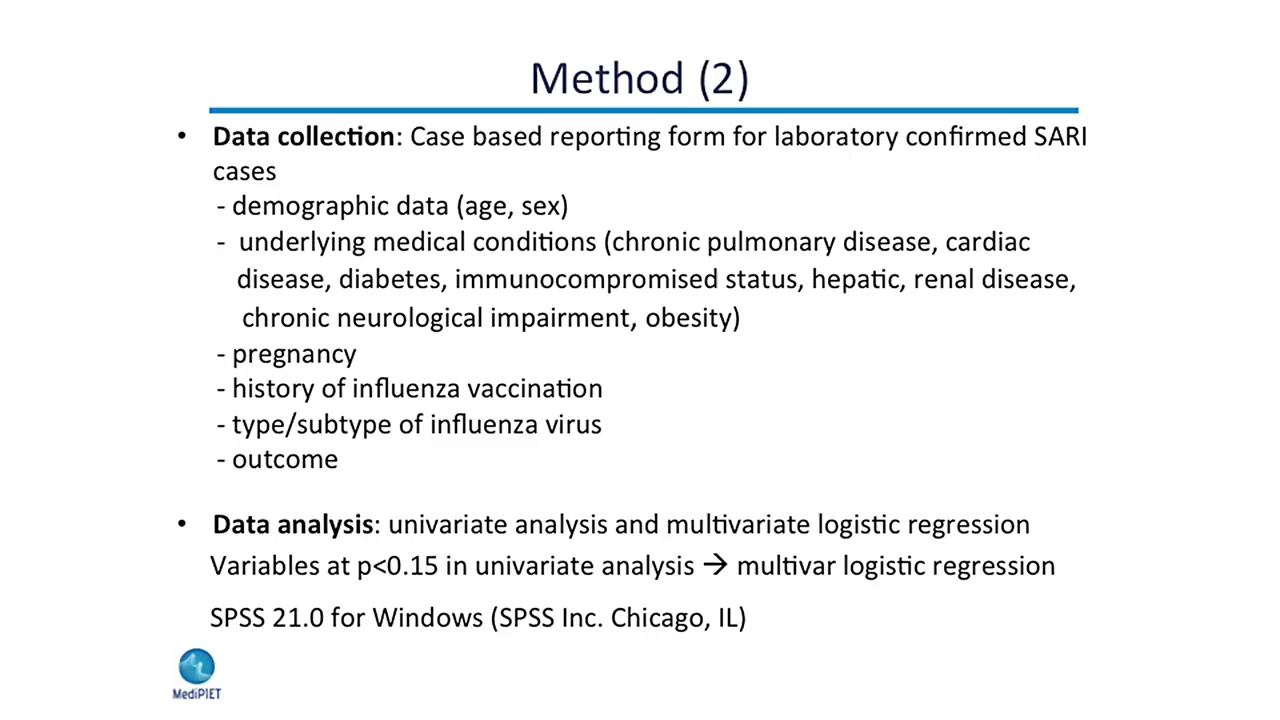 Method (2)
• Data collection: Case based reporting form for laboratory confirmed SARI
cases
- demographic data (age, sex)
- underlying medical conditions (chronic pulmonary disease, cardiac
disease, diabetes, immunocompromised status, hepatic, renal disease,
chronic neurological impairment, obesity)
- pregnancy
- history of influenza vaccination
- type/subtype of influenza virus
- outcome
• Data analysis: univariate analysis and multivariate logistic regression
Variables at p<0.15 in univariate analysis → multivar logistic regression
SPSS 21.0 for Windows (SPSS Inc. Chicago, IL)
MediPIET